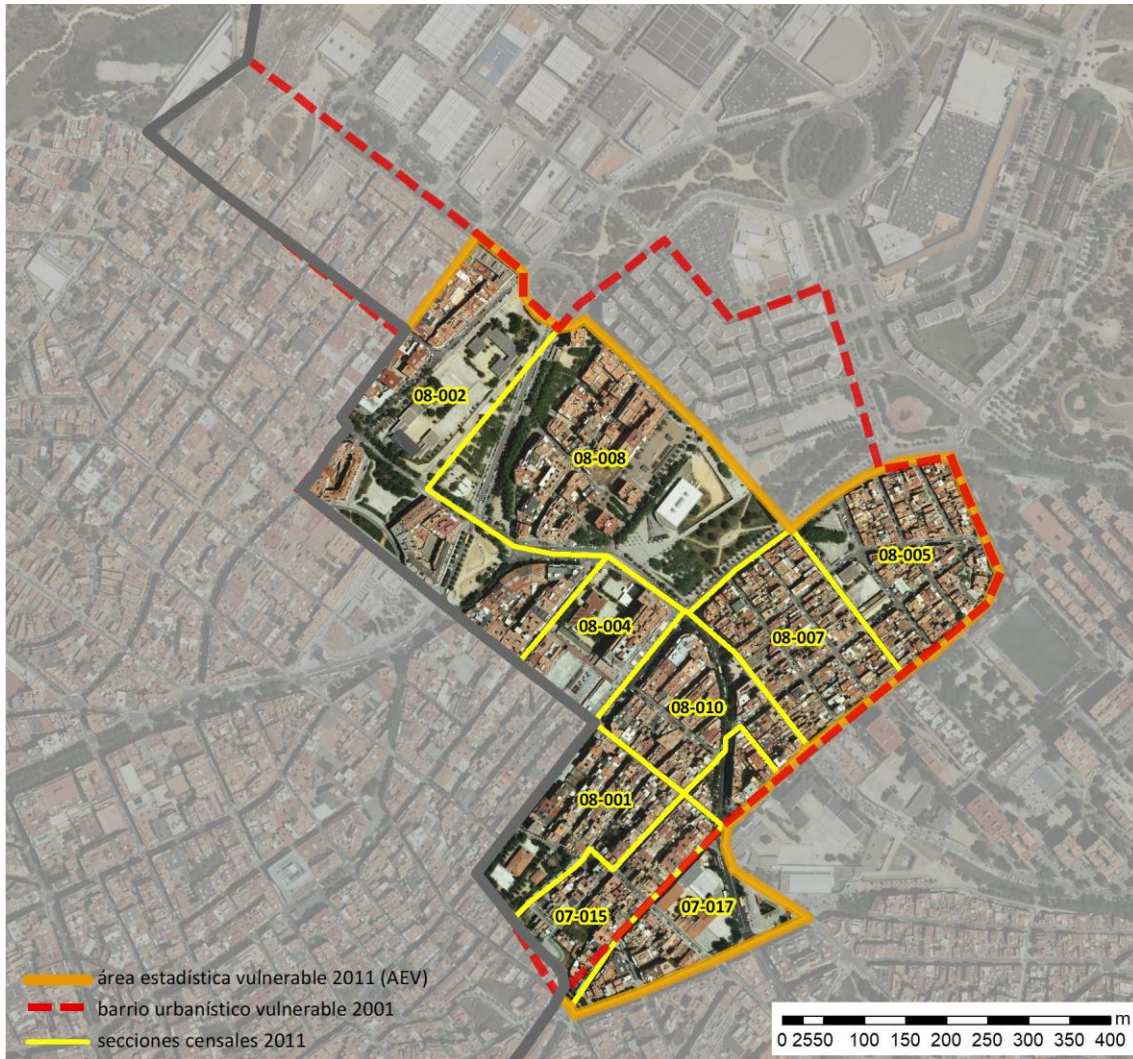 08-002
08-008
08-005
08-004
08-007
08-010
08-001
07-015
07-017
área estadística vulnerable 2011 (AEV)
barrio urbanístico vulnerable 2001
secciones censales 2011
m
0 2550 100 150 200 250 300 350 400